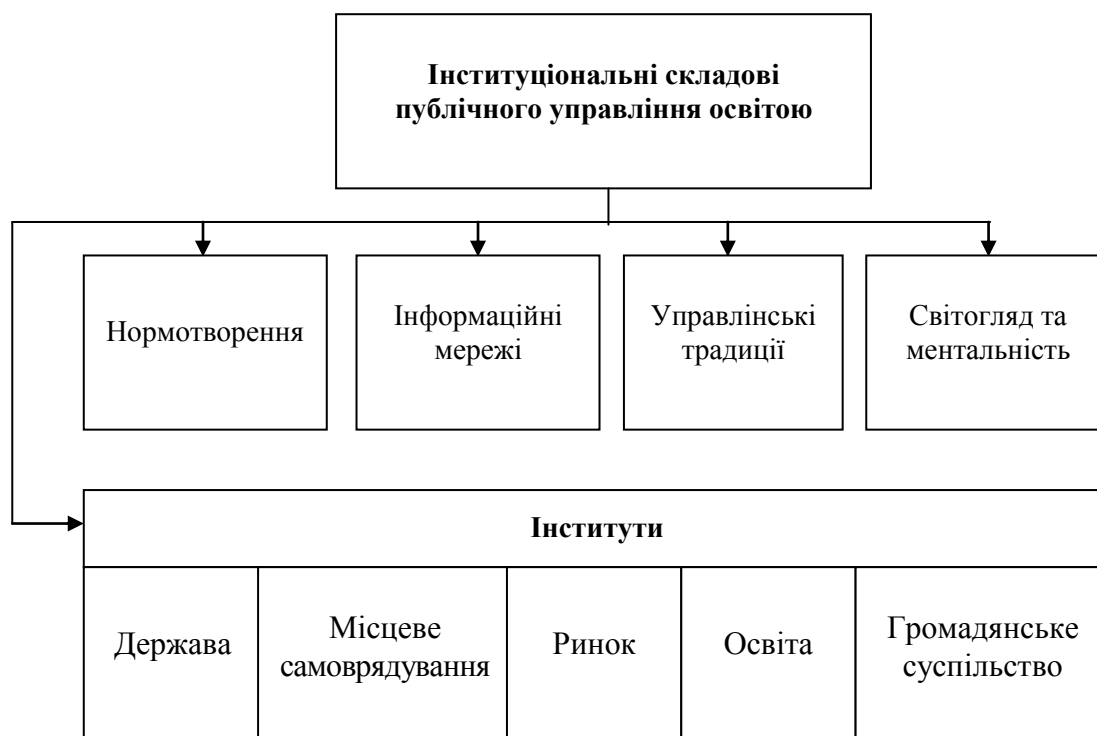 Інституціональні складові
публічного управління освітою
Нормотворення
Інформаційні
мережі
Управлінські
традиції
Світогляд та
ментальність
Інститути
Держава
Місцеве
самоврядування
Ринок
Освіта
Громадянське
суспільство